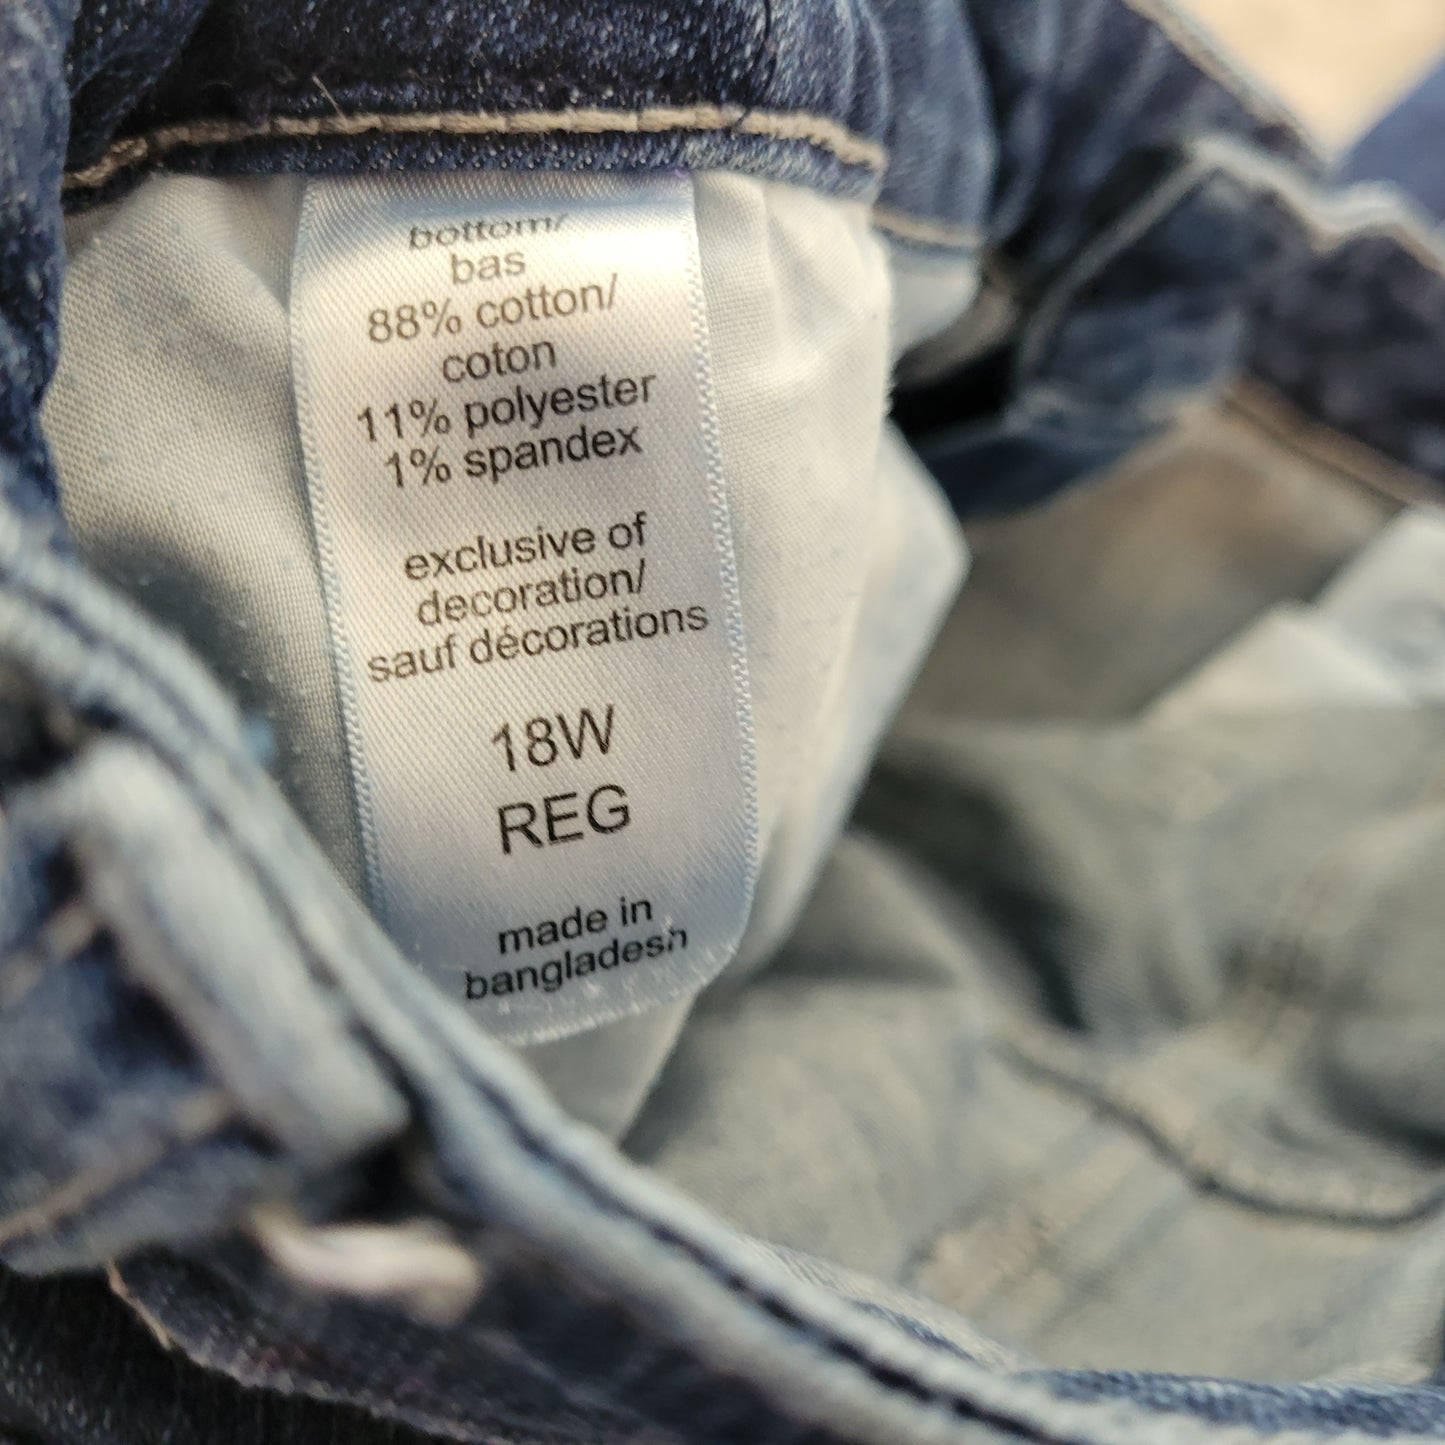 bottom/
bas
88% cotton/
coton
11% polyester
1% spandex
exclusive of
decoration/
sauf décorations
18W
REG
made in
bangladesh